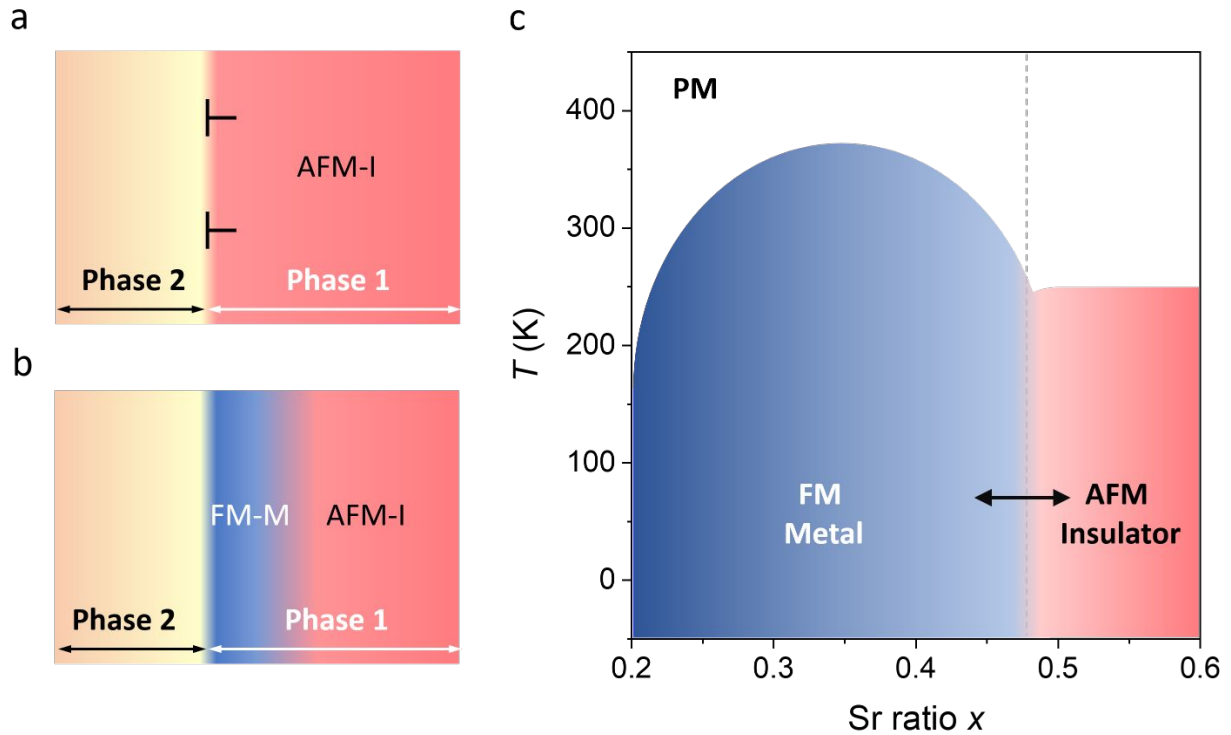 a
AFM-I
Phase 2
Phase 1
b
FM-M
AFM-I
Phase 2
Phase 1
c
PM
400
300
200
100
0
T (K)
FM
Metal
AFM
Insulator
0.2
0.3
0.4
0.5
0.6
Sr ratio x